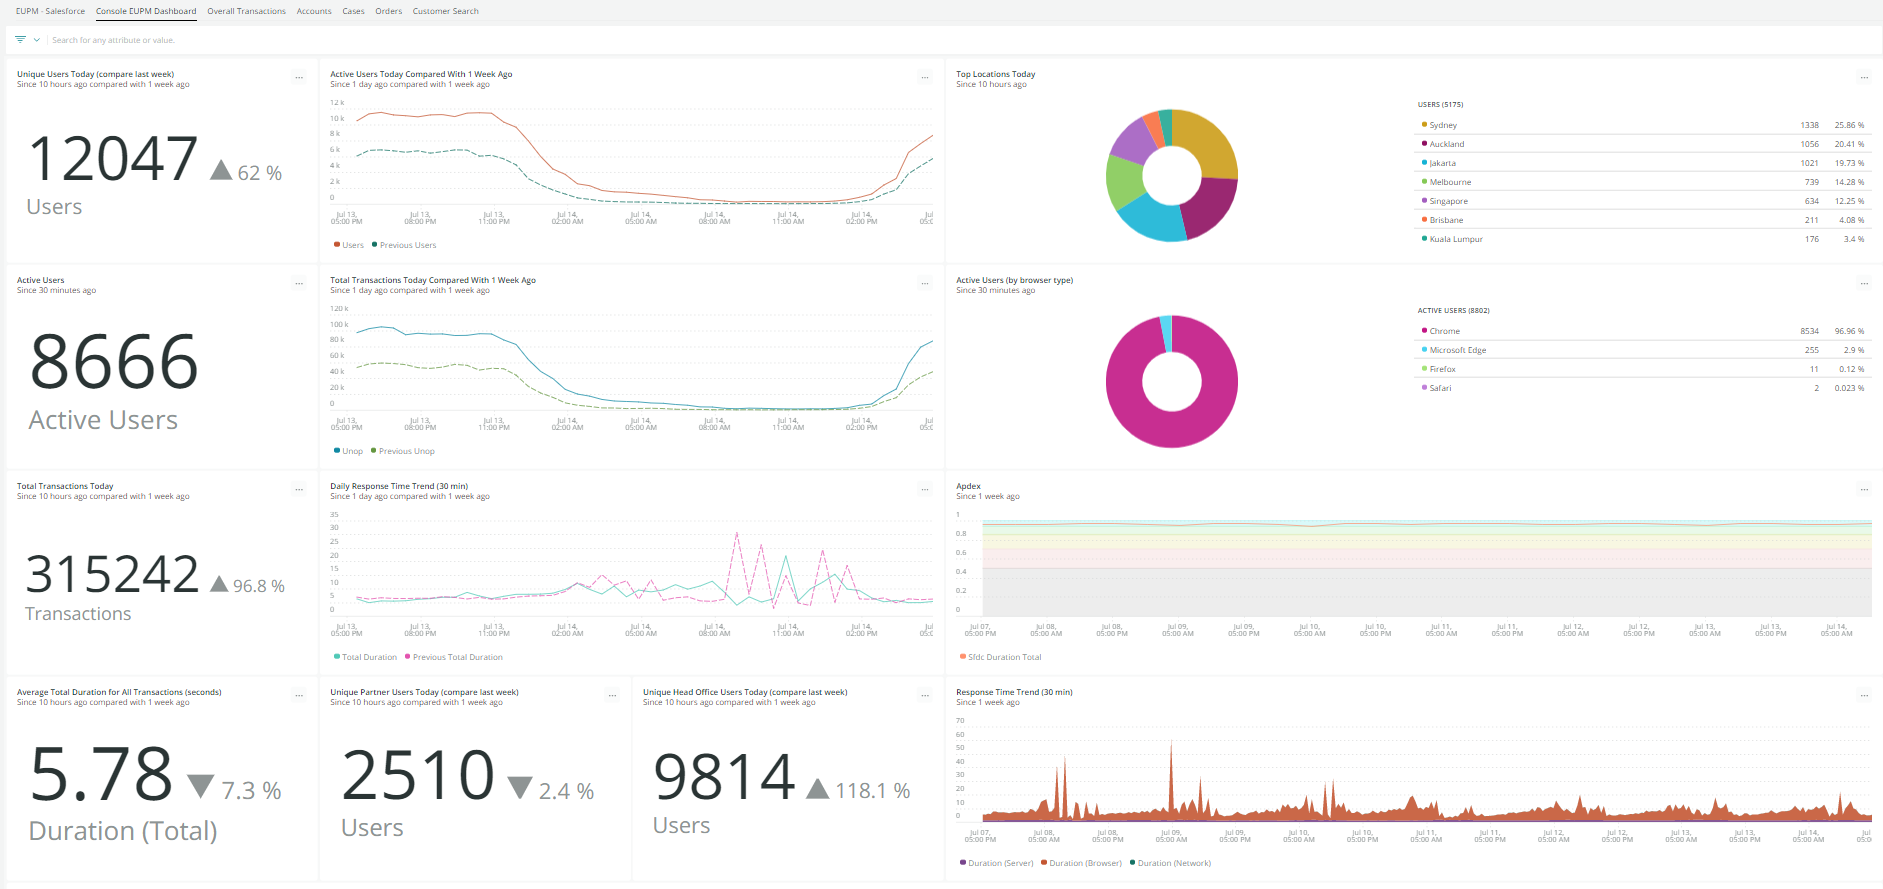 EUPM - Salesforce Console EUPM Dashboard Overall Transactions Accounts Cases Orders Customer Search
Search for any attribute or value.
Unique Users Today (compare last week)
Since 10 hours ago compared with 1 week ago
12047 62 %
Users
Active Users Today Compared With 1 Week Ago
Since 1 day ago compared with 1 week ago
12 k
10 k
8 k
6 k
4 k
2 k
0
Jul 13, 05:00 PM
Jul 13, 08:00 PM
Jul 13, 11:00 PM
Jul 14, 02:00 AM
Jul 14, 05:00 AM
Jul 14, 08:00 AM
Jul 14, 11:00 AM
Jul 14, 02:00 PM
Jul
Users Previous Users
Top Locations Today
Since 10 hours ago
USERS (5175)
Sydney 1338 25.86 %
Auckland 1056 20.41 %
Jakarta 1021 19.73 %
Melbourne 739 14.28 %
Singapore 634 12.25 %
Brisbane 211 4.08 %
Kuala Lumpur 176 3.4 %
Active Users
Since 30 minutes ago
8666
Active Users
Total Transactions Today Compared With 1 Week Ago
Since 1 day ago compared with 1 week ago
120 k
100 k
80 k
60 k
40 k
20 k
0
Jul 13, 05:00 PM
Jul 13, 08:00 PM
Jul 13, 11:00 PM
Jul 14, 02:00 AM
Jul 14, 05:00 AM
Jul 14, 08:00 AM
Jul 14, 11:00 AM
Jul 14, 02:00 PM
Jul
Unop Previous Unop
Active Users (by browser type)
Since 30 minutes ago
ACTIVE USERS (8802)
Chrome 8534 96.96 %
Microsoft Edge 255 2.9 %
Firefox 11 0.12 %
Safari 2 0.023 %
Total Transactions Today
Since 10 hours ago compared with 1 week ago
315242 96.8 %
Transactions
Daily Response Time Trend (30 min)
Since 1 day ago compared with 1 week ago
35
30
25
20
15
10
5
0
Jul 13, 05:00 PM
Jul 13, 08:00 PM
Jul 13, 11:00 PM
Jul 14, 02:00 AM
Jul 14, 05:00 AM
Jul 14, 08:00 AM
Jul 14, 11:00 AM
Jul 14, 02:00 PM
Jul
Total Duration Previous Total Duration
Apdex
Since 1 week ago
1
0.8
0.6
0.4
0.2
0
Jul 07, 05:00 PM
Jul 08, 05:00 AM
Jul 08, 05:00 PM
Jul 09, 05:00 AM
Jul 09, 05:00 PM
Jul 10, 05:00 AM
Jul 10, 05:00 PM
Jul 11, 05:00 AM
Jul 11, 05:00 PM
Jul 12, 05:00 AM
Jul 12, 05:00 PM
Jul 13, 05:00 AM
Jul 13, 05:00 PM
Jul 14, 05:00 AM
Sfdc Duration Total
Average Total Duration for All Transactions (seconds)
Since 10 hours ago compared with 1 week ago
5.78 7.3 %
Duration (Total)
Unique Partner Users Today (compare last week)
Since 10 hours ago compared with 1 week ago
2510 2.4 %
Users
Unique Head Office Users Today (compare last week)
Since 10 hours ago compared with 1 week ago
9814 118.1 %
Users
Response Time Trend (30 min)
Since 1 week ago
70
60
50
40
30
20
10
0
Jul 07, 05:00 PM
Jul 08, 05:00 AM
Jul 08, 05:00 PM
Jul 09, 05:00 AM
Jul 09, 05:00 PM
Jul 10, 05:00 AM
Jul 10, 05:00 PM
Jul 11, 05:00 AM
Jul 11, 05:00 PM
Jul 12, 05:00 AM
Jul 12, 05:00 PM
Jul 13, 05:00 AM
Jul 13, 05:00 PM
Jul 14, 05:00 AM
Jul
Duration (Server) Duration (Browser) Duration (Network)